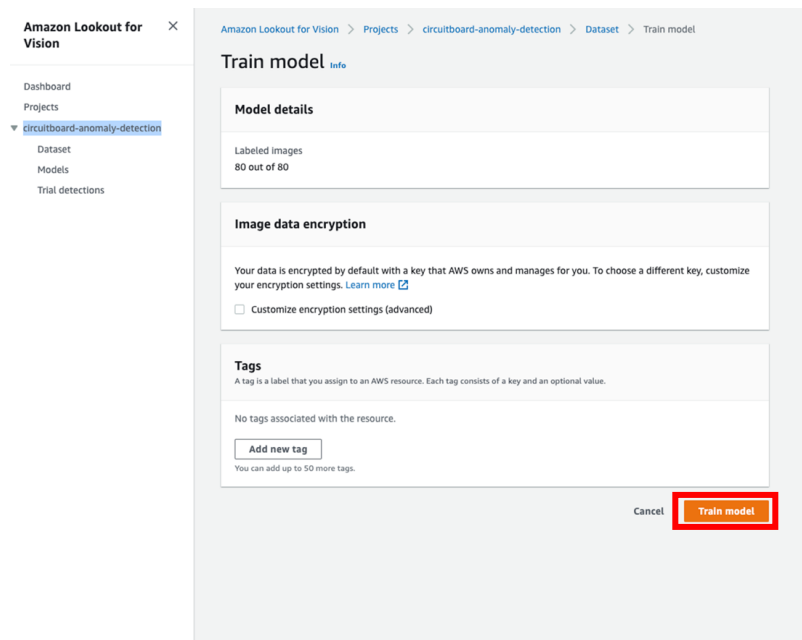 Amazon Lookout for
Vision
Dashboard
Projects
circuitboard-anomaly-detection
Dataset
Models
Trial detections
Amazon Lookout for Vision > Projects > circuitboard-anomaly-detection > Dataset > Train model
Train model Info
Model details
Labeled images
80 out of 80
Image data encryption
Your data is encrypted by default with a key that AWS owns and manages for you. To choose a different key, customize
your encryption settings. Learn more
Customize encryption settings (advanced)
Tags
A tag is a label that you assign to an AWS resource. Each tag consists of a key and an optional value.
No tags associated with the resource.
Add new tag
You can add up to 50 more tags.
Cancel Train model